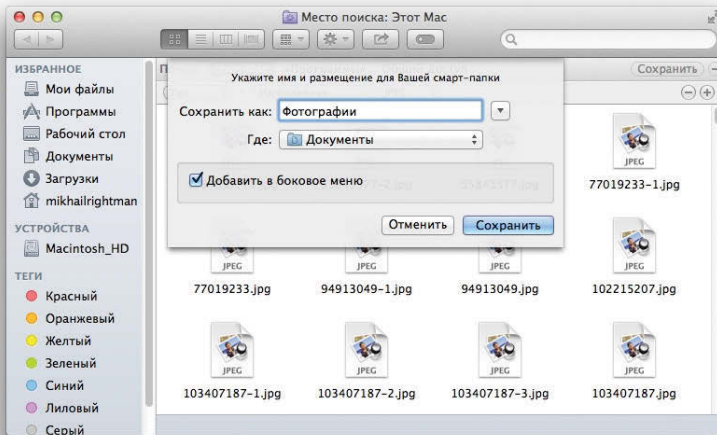 Место поиска: Этот Mac
ИЗБРАННОЕ
Мои файлы
Программы
Рабочий стол
Документы
Загрузки
mikhailrightman
УСТРОЙСТВА
Macintosh_HD
ТЕГИ
Красный
Оранжевый
Желтый
Зеленый
Синий
Лиловый
Серый
Сохранить
Укажите имя и размещение для Вашей смарт-папки
Сохранить как: Фотографии
Где: Документы
Добавить в боковое меню
Отменить Сохранить
JPEG
77019233-1.jpg
JPEG JPEG JPEG JPEG
77019233.jpg 94913049-1.jpg 94913049.jpg 102215207.jpg
JPEG JPEG JPEG JPEG
103407187-1.jpg 103407187-2.jpg 103407187-3.jpg 103407187.jpg